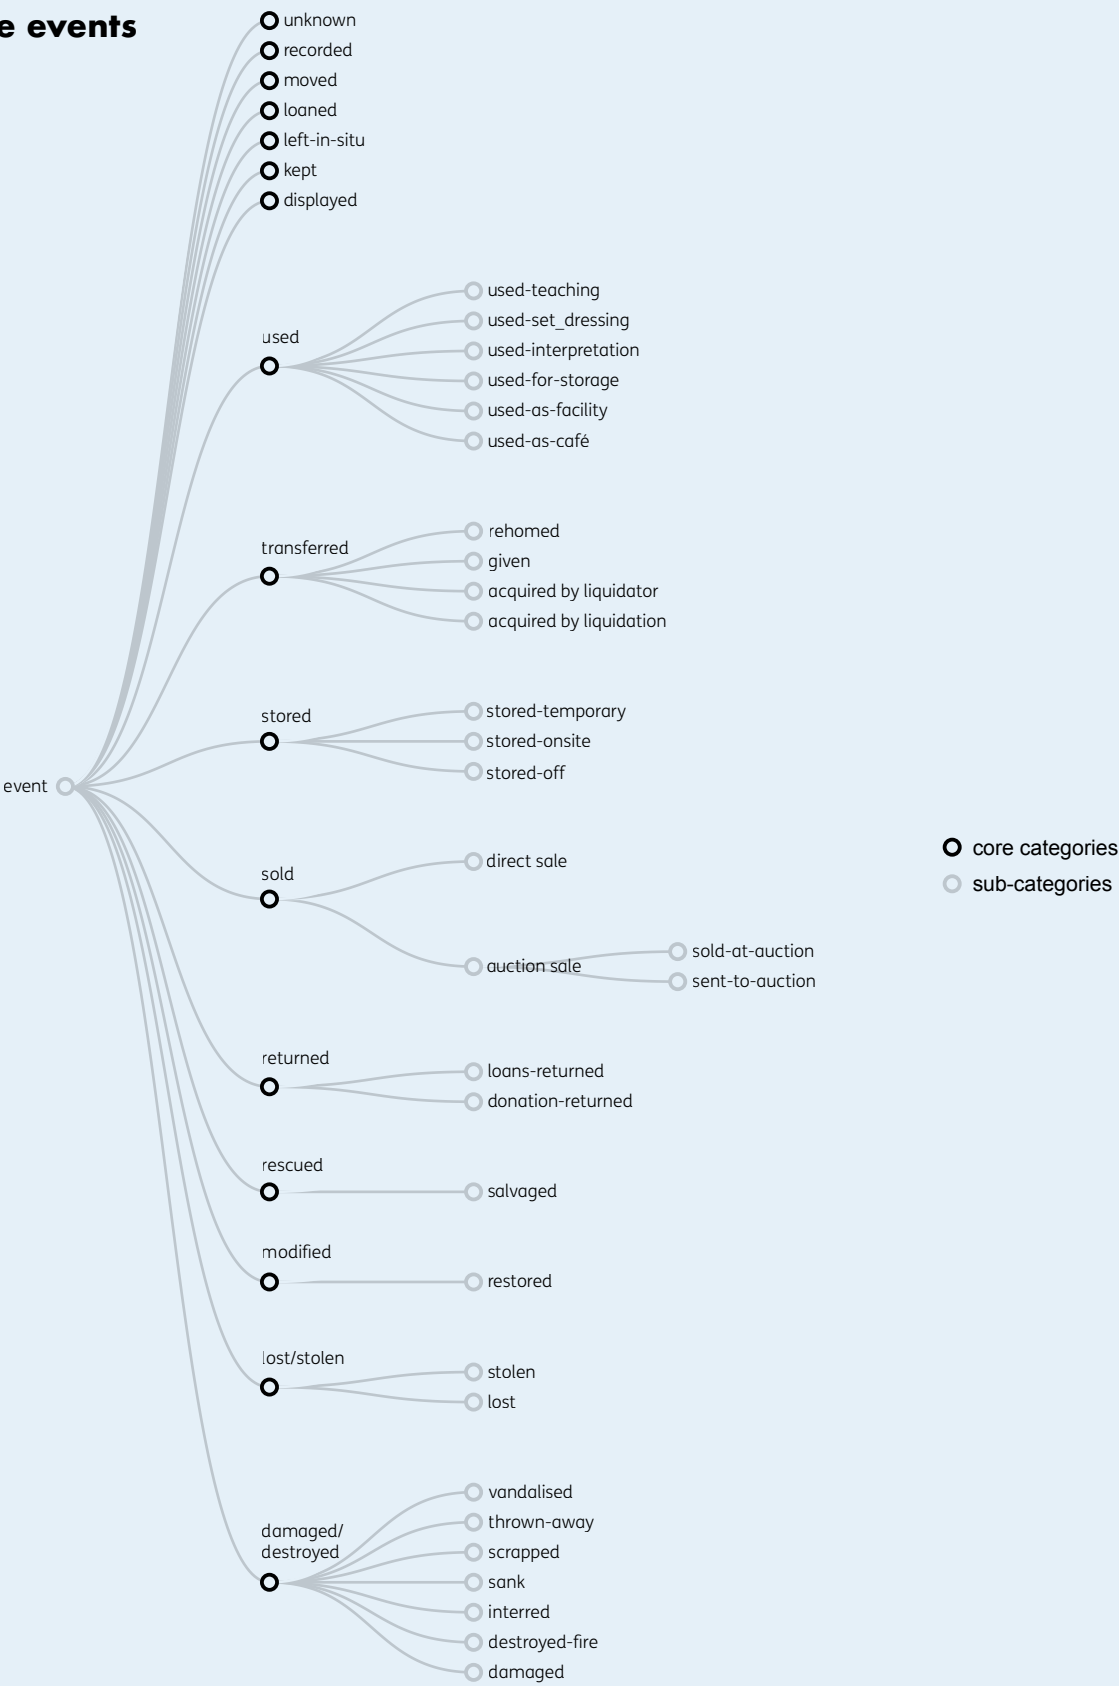 e events
unknown
recorded
moved
loaned
left-in-situ
kept
displayed
used
used-teaching
used-set_dressing
used-interpretation
used-for-storage
used-as-facility
used-as-café
transferred
rehomed
given
acquired by liquidator
acquired by liquidation
stored
stored-temporary
stored-onsite
stored-off
event
sold
direct sale
auction sale
sold-at-auction
sent-to-auction
core categories
sub-categories
returned
loans-returned
donation-returned
rescued
salvaged
modified
restored
lost/stolen
stolen
lost
damaged/
destroyed
vandalised
thrown-away
scrapped
sank
interred
destroyed-fire
damaged